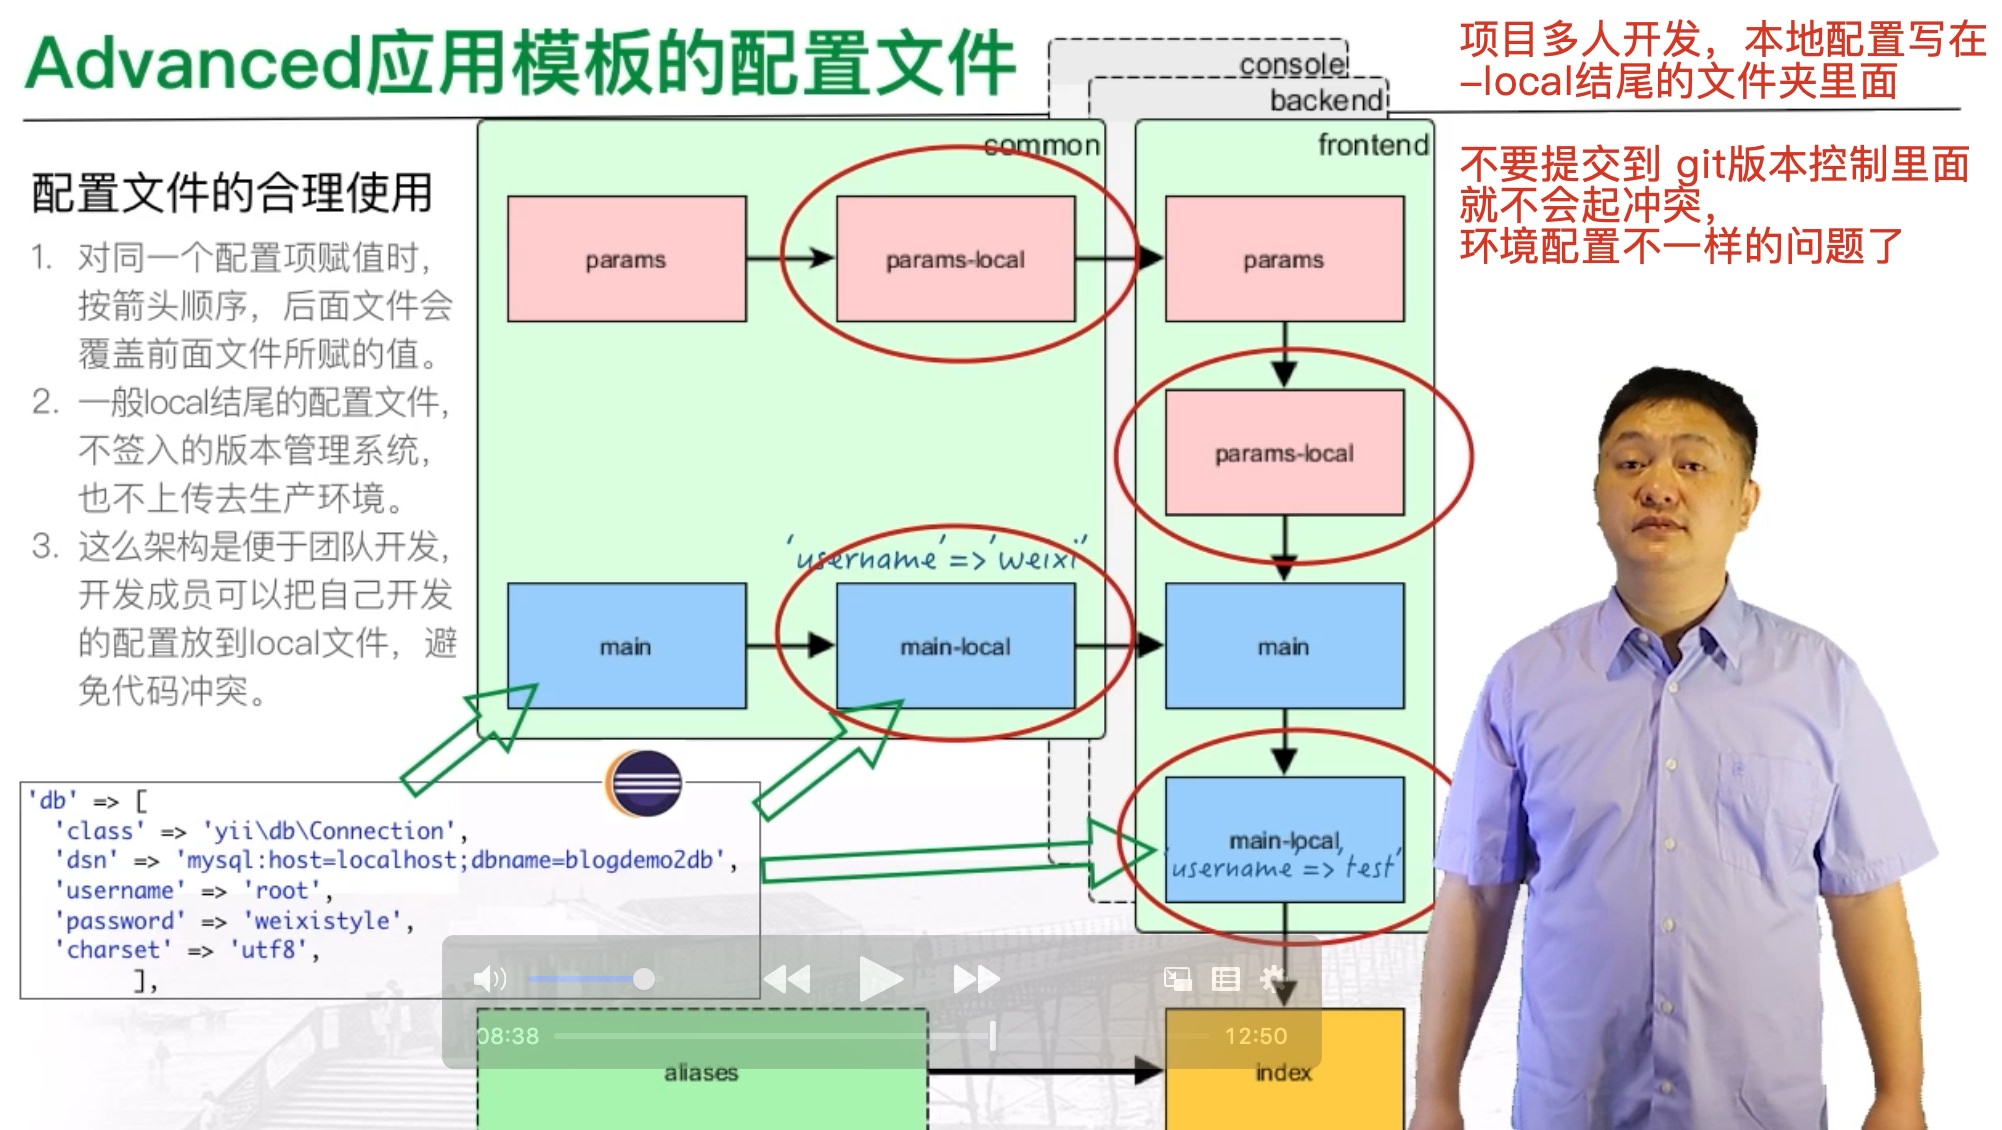 Advanced应用模板的配置文件
项目多人开发，本地配置写在
–local结尾的文件夹里面
不要提交到 git版本控制里面
就不会起冲突，
环境配置不一样的问题了
配置文件的合理使用
1. 对同一个配置项赋值时，
按箭头顺序，后面文件会
覆盖前面文件所赋的值。
2. 一般local结尾的配置文件，
不签入的版本管理系统，
也不上传去生产环境。
3. 这么架构是便于团队开发，
开发成员可以把自己开发
的配置放到local文件，避
免代码冲突。
console
backend
common
frontend
params
params-local
params
params-local
'username' => 'weixi'
main
main-local
main
main-local
'username => 'test'
'db' => [
'class' => 'yii\db\Connection',
'dsn' => 'mysql:host=localhost;dbname=blogdemo2db',
'username' => 'root',
'password' => 'weixistyle',
'charset' => 'utf8',
],
08:38
12:50
aliases
index